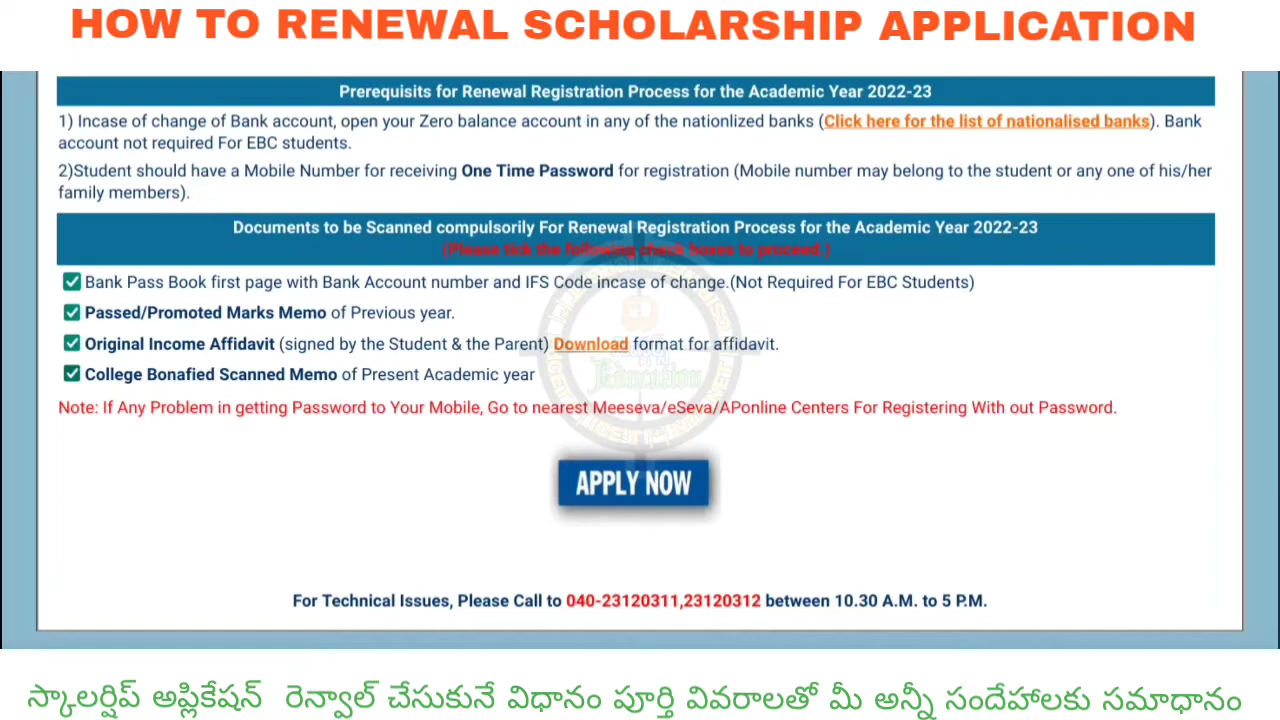 HOW TO RENEWAL SCHOLARSHIP APPLICATION
Prerequisits for Renewal Registration Process for the Academic Year 2022-23
1) Incase of change of Bank account, open your Zero balance account in any of the nationlized banks (Click here for the list of nationalised banks). Bank
account not required For EBC students.
2)Student should have a Mobile Number for receiving One Time Password for registration (Mobile number may belong to the student or any one of his/her
family members).
Documents to be Scanned compulsorily For Renewal Registration Process for the Academic Year 2022-23
(Please tick the following check boxes to proceed.)
Bank Pass Book first page with Bank Account number and IFS Code incase of change.(Not Required For EBC Students)
Passed/Promoted Marks Memo of Previous year.
Original Income Affidavit (signed by the Student & the Parent) Download format for affidavit.
College Bonafied Scanned Memo of Present Academic year
Note: If Any Problem in getting Password to Your Mobile, Go to nearest Meeseva/eSeva/APonline Centers For Registering With out Password.
APPLY NOW
For Technical Issues, Please Call to 040-23120311,23120312 between 10.30 A.M. to 5 P.M.
స్కాలర్షిప్ అప్లికేషన్ రెన్వాల్ చేసుకునే విధానం పూర్తి వివరాలతో మీ అన్నీ సందేహాలకు సమాధానం